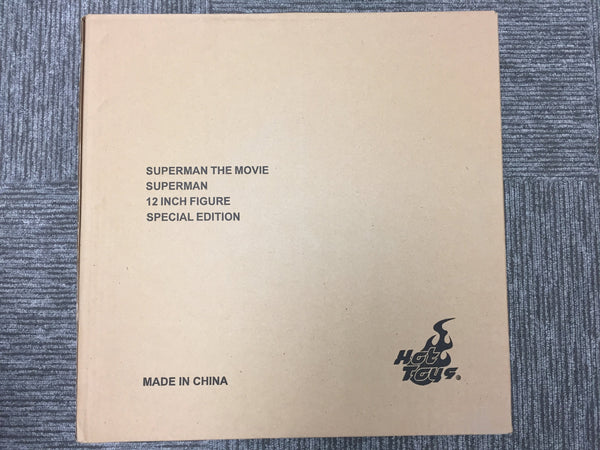 SUPERMAN THE MOVIE
SUPERMAN
12 INCH FIGURE
SPECIAL EDITION
MADE IN CHINA
Hot
Toys®